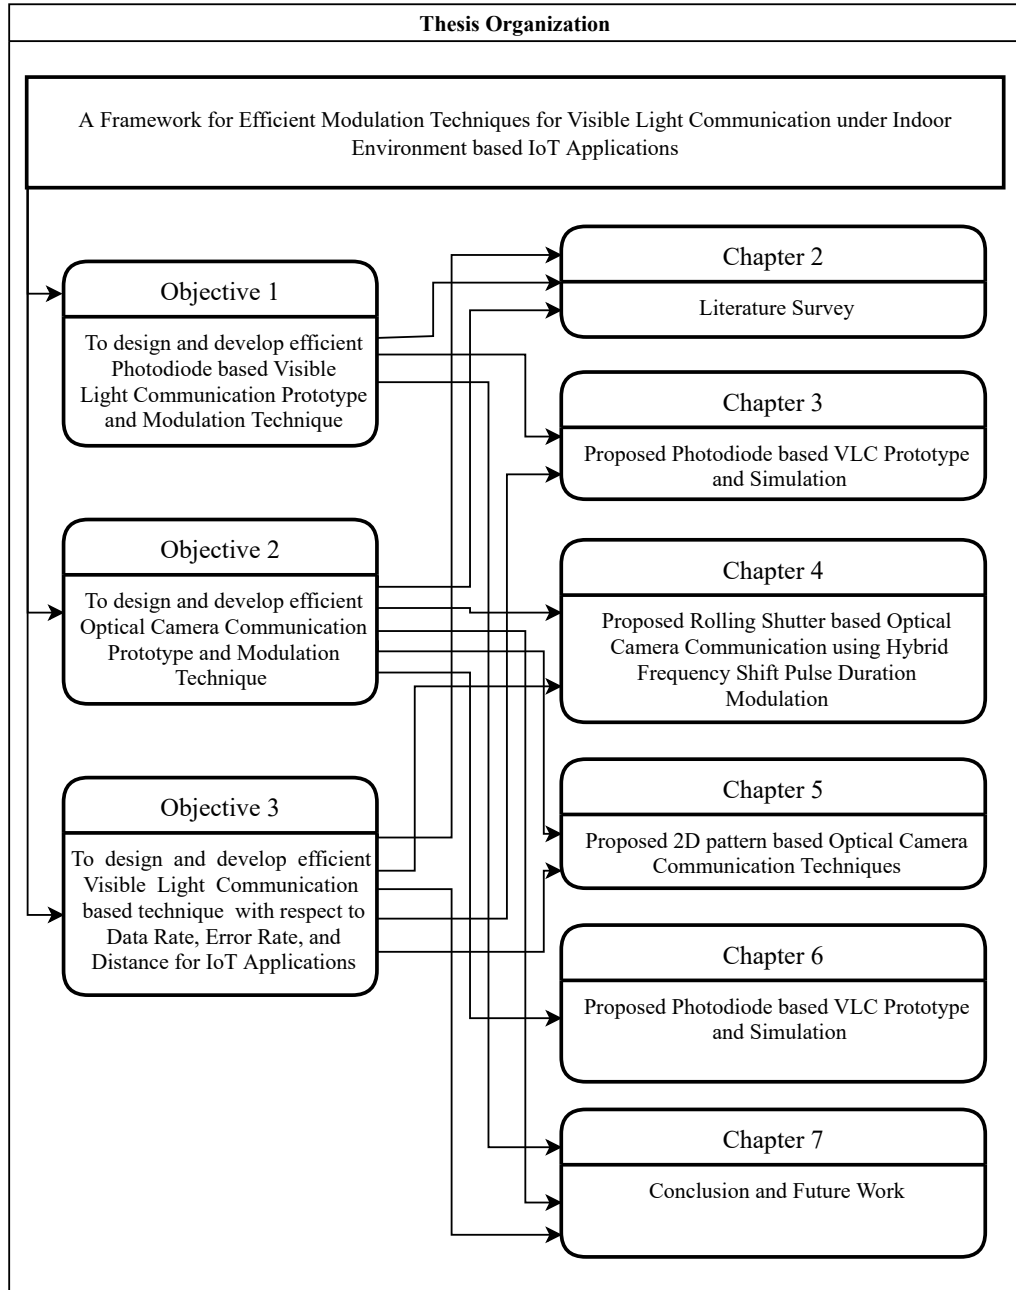 Thesis Organization
A Framework for Efficient Modulation Techniques for Visible Light Communication under Indoor
Environment based IoT Applications
Objective 1
To design and develop efficient
Photodiode based Visible
Light Communication Prototype
and Modulation Technique
Objective 2
To design and develop efficient
Optical Camera Communication
Prototype and Modulation
Technique
Objective 3
To design and develop efficient
Visible Light Communication
based technique with respect to
Data Rate, Error Rate, and
Distance for IoT Applications
Chapter 2
Literature Survey
Chapter 3
Proposed Photodiode based VLC Prototype
and Simulation
Chapter 4
Proposed Rolling Shutter based Optical
Camera Communication using Hybrid
Frequency Shift Pulse Duration
Modulation
Chapter 5
Proposed 2D pattern based Optical Camera
Communication Techniques
Chapter 6
Proposed Photodiode based VLC Prototype
and Simulation
Chapter 7
Conclusion and Future Work